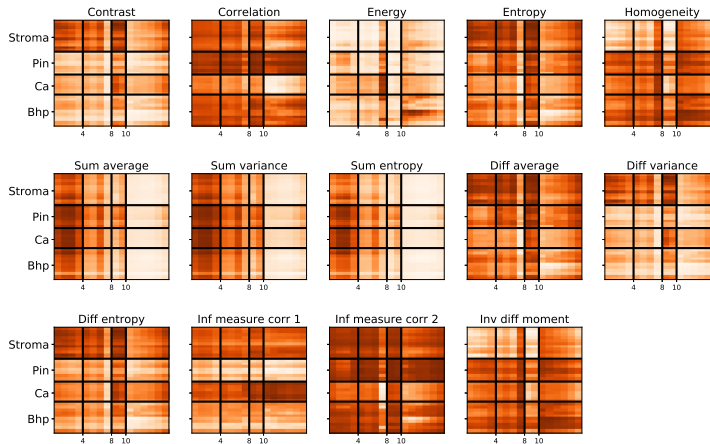 Contrast Correlation Energy Entropy Homogeneity
Stroma
Pin
Ca
Bhp
4 8 10 4 8 10 4 8 10 4 8 10 4 8 10
Sum average Sum variance Sum entropy Diff average Diff variance
Stroma
Pin
Ca
Bhp
4 8 10 4 8 10 4 8 10 4 8 10 4 8 10
Diff entropy Inf measure corr 1 Inf measure corr 2 Inv diff moment
Stroma
Pin
Ca
Bhp
4 8 10 4 8 10 4 8 10 4 8 10